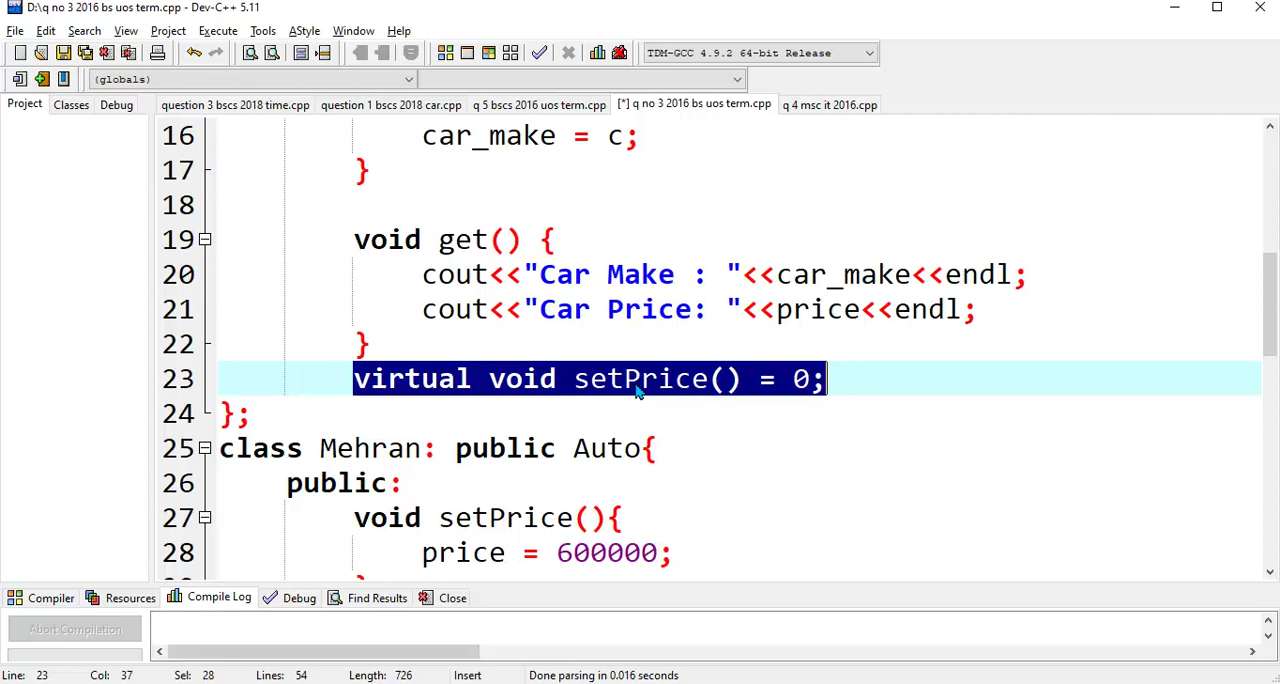 D:\q no 3 2016 bs uos term.cpp - Dev-C++ 5.11
File Edit Search View Project Execute Tools AStyle Window Help
TDM-GCC 4.9.2 64-bit Release
(globals)
Project Classes Debug question 3 bscs 2018 time.cpp question 1 bscs 2018 car.cpp q 5 bscs 2016 uos term.cpp [*] q no 3 2016 bs uos term.cpp q 4 msc it 2016.cpp
16 car_make = c;
17 }
18
19 void get() {
20 cout<<"Car Make : "<<car_make<<endl;
21 cout<<"Car Price: "<<price<<endl;
22 }
23 virtual void setPrice() = 0;
24 };
25 class Mehran: public Auto{
26 public:
27 void setPrice(){
28 price = 600000;
Compiler Resources Compile Log Debug Find Results Close
Abort Compilation
Line: 23 Col: 37 Sel: 28 Lines: 54 Length: 726 Insert Done parsing in 0.016 seconds